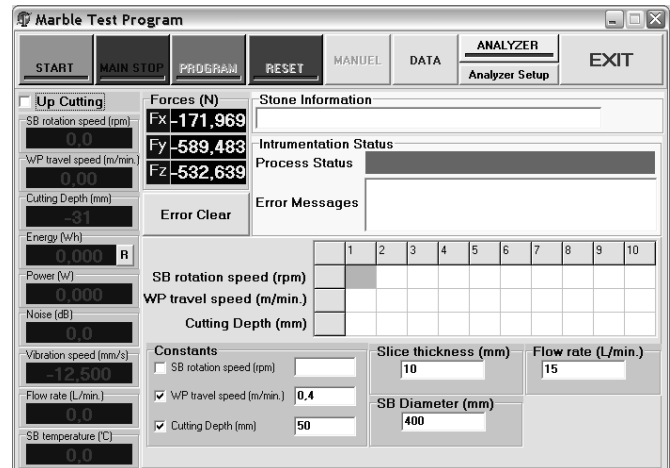 Marble Test Program
START
MAIN STOP
PROGRAM
RESET
MANUEL
DATA
ANALYZER
Analyzer Setup
EXIT
Up Cutting
SB rotation speed (rpm)
0,0
WP travel speed (m/min.)
0,00
Cutting Depth (mm)
-31
Energy (Wh)
0,000 R
Power (W)
0,000
Noise (dB)
0,0
Vibration speed (mm/s)
-12,500
Flow rate (L/min.)
0,0
SB temperature (°C)
0,0
Forces (N)
Fx -171,969
Fy -589,483
Fz -532,639
Error Clear
Stone Information
Intrumentation Status
Process Status
Error Messages
1 2 3 4 5 6 7 8 9 10
SB rotation speed (rpm)
WP travel speed (m/min.)
Cutting Depth (mm)
Constants
SB rotation speed (rpm)
WP travel speed (m/min.) 0,4
Cutting Depth (mm) 50
Slice thickness (mm)
10
Flow rate (L/min.)
15
SB Diameter (mm)
400